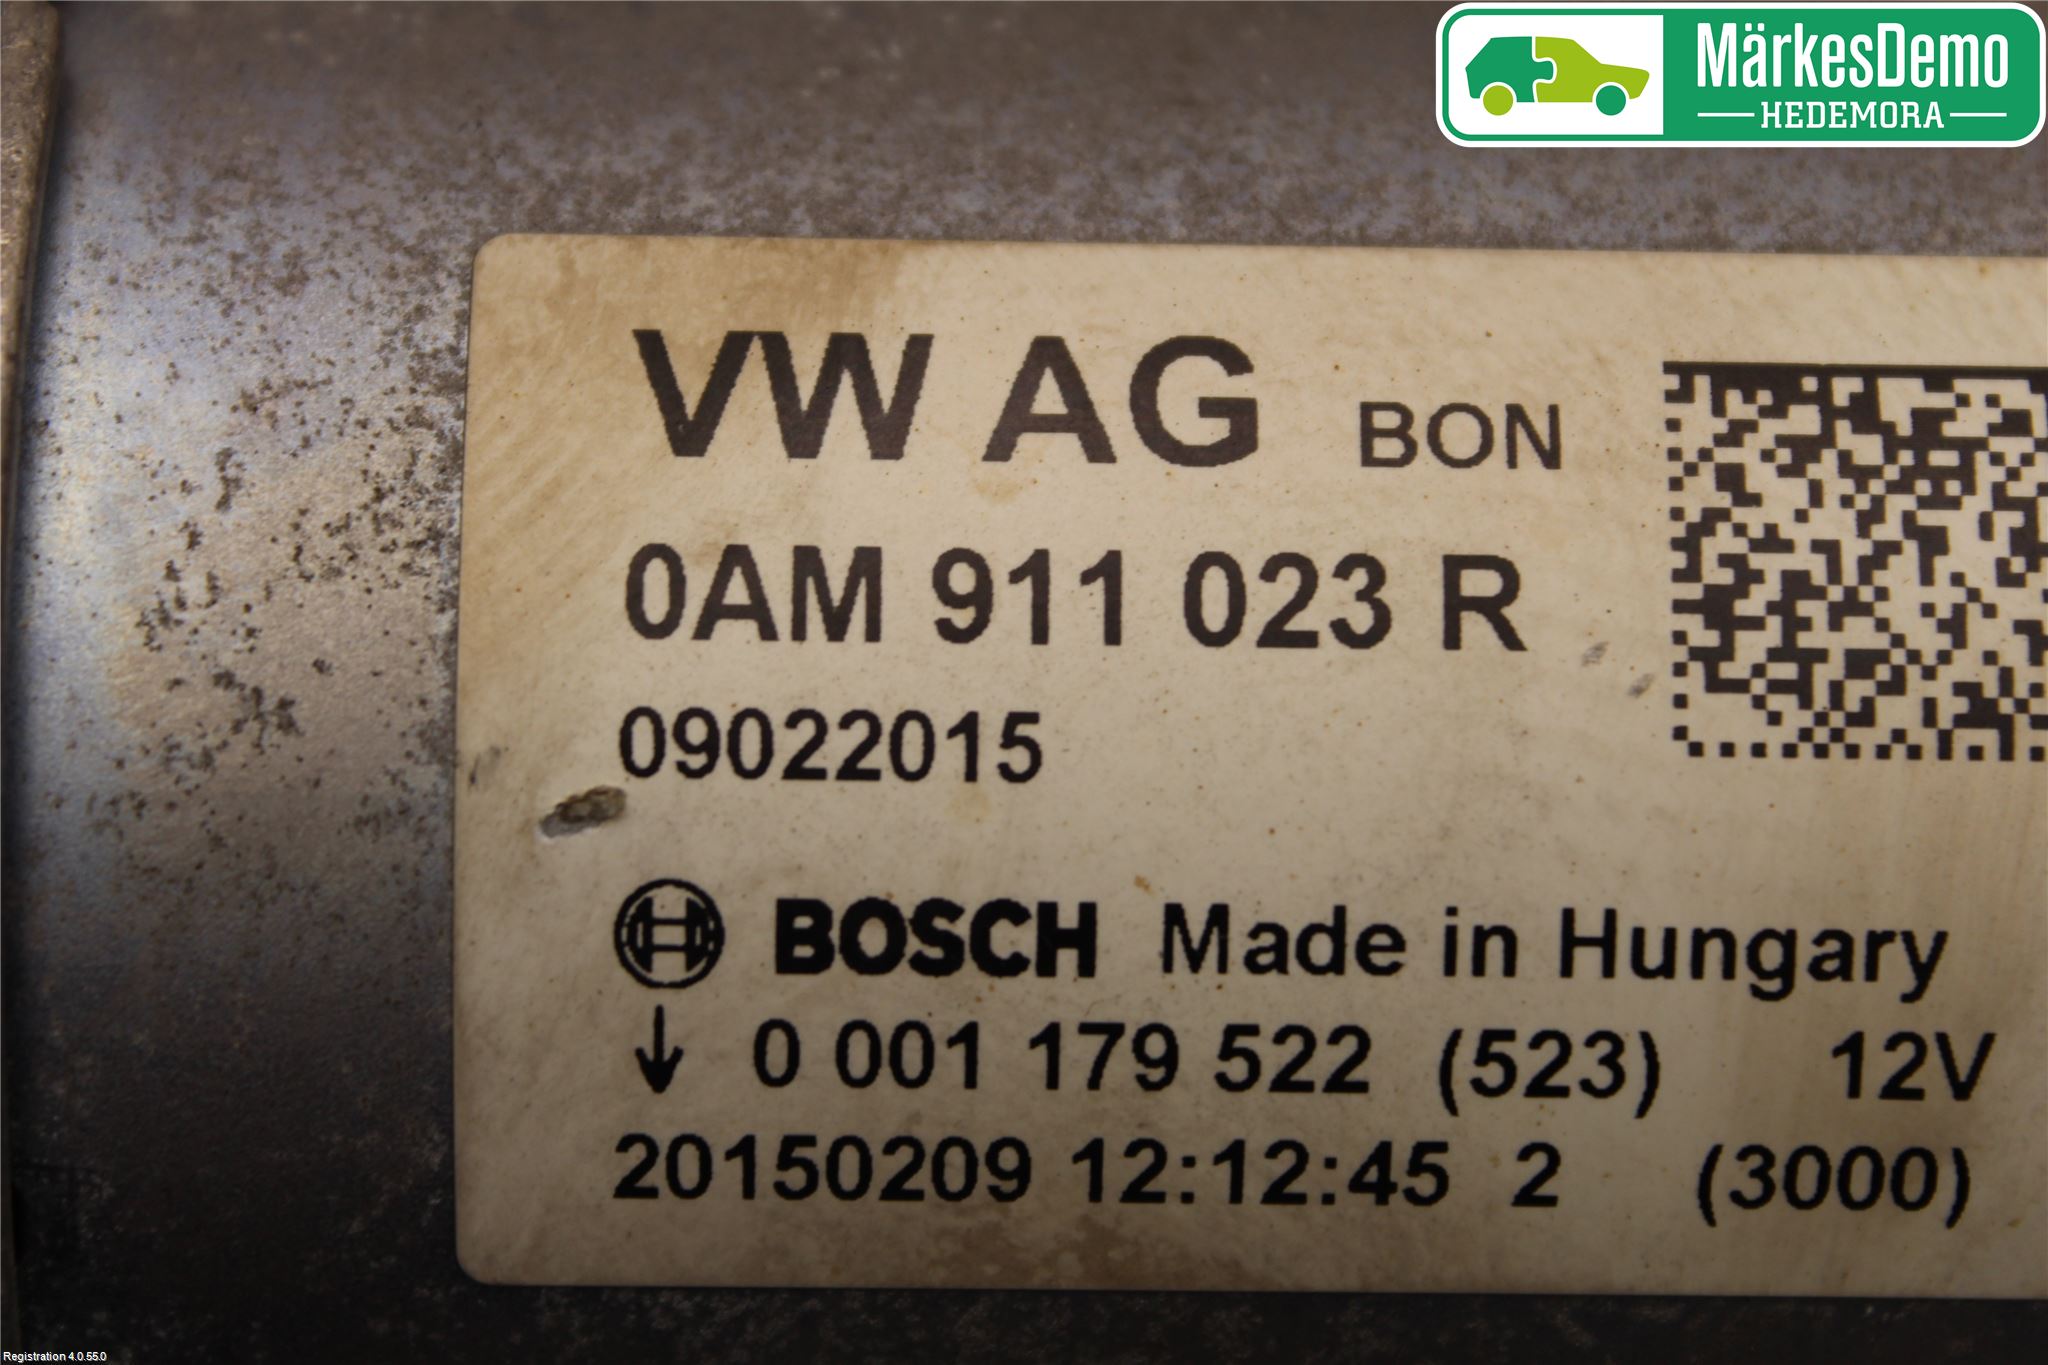 MärkesDemo
HEDEMORA
VW AG BON
0AM 911 023 R
09022015
BOSCH Made in Hungary
↓ 0 001 179 522 (523) 12V
20150209 12:12:45 2 (3000)
Registration 4.0.55.0